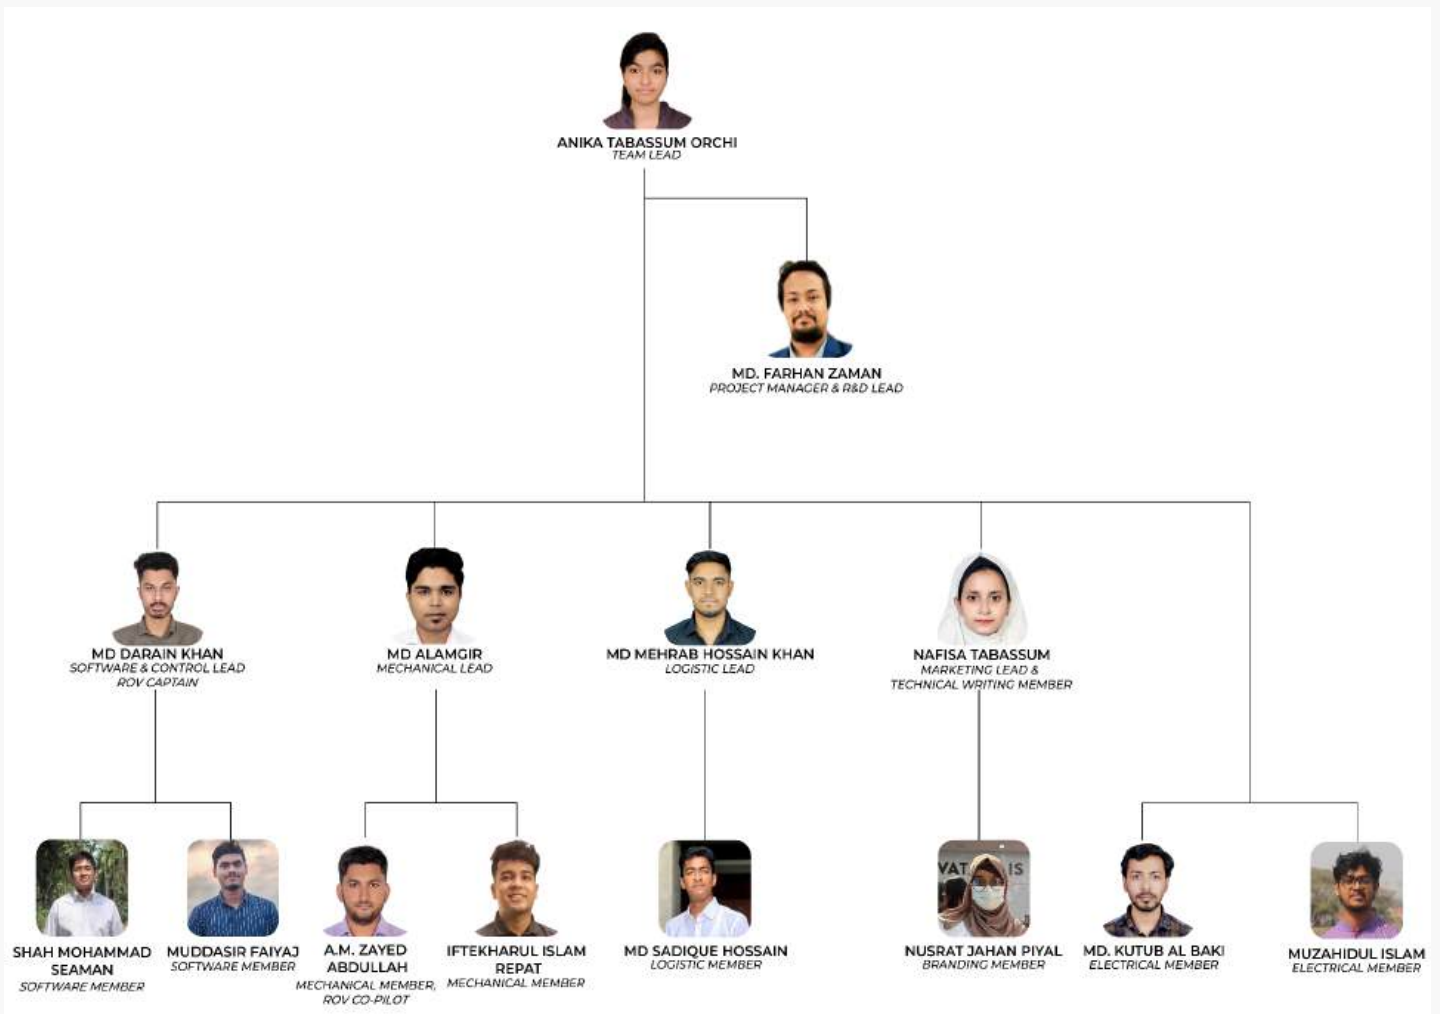 ANIKA TABASSUM ORCHI
TEAM LEAD
MD. FARHAN ZAMAN
PROJECT MANAGER & R&D LEAD
MD DARAIN KHAN
SOFTWARE & CONTROL LEAD
ROV CAPTAIN
MD ALAMGIR
MECHANICAL LEAD
MD MEHRAB HOSSAIN KHAN
LOGISTIC LEAD
NAFISA TABASSUM
MARKETING LEAD &
TECHNICAL WRITING MEMBER
SHAH MOHAMMAD
SEAMAN
SOFTWARE MEMBER
MUDDASIR FAIYAJ
SOFTWARE MEMBER
A.M. ZAYED
ABDULLAH
MECHANICAL MEMBER,
ROV CO-PILOT
IFTEKHARUL ISLAM
REPAT
MECHANICAL MEMBER
MD SADIQUE HOSSAIN
LOGISTIC MEMBER
VAT IS
NUSRAT JAHAN PIYAL
BRANDING MEMBER
MD. KUTUB AL BAKI
ELECTRICAL MEMBER
MUZAHIDUL ISLAM
ELECTRICAL MEMBER